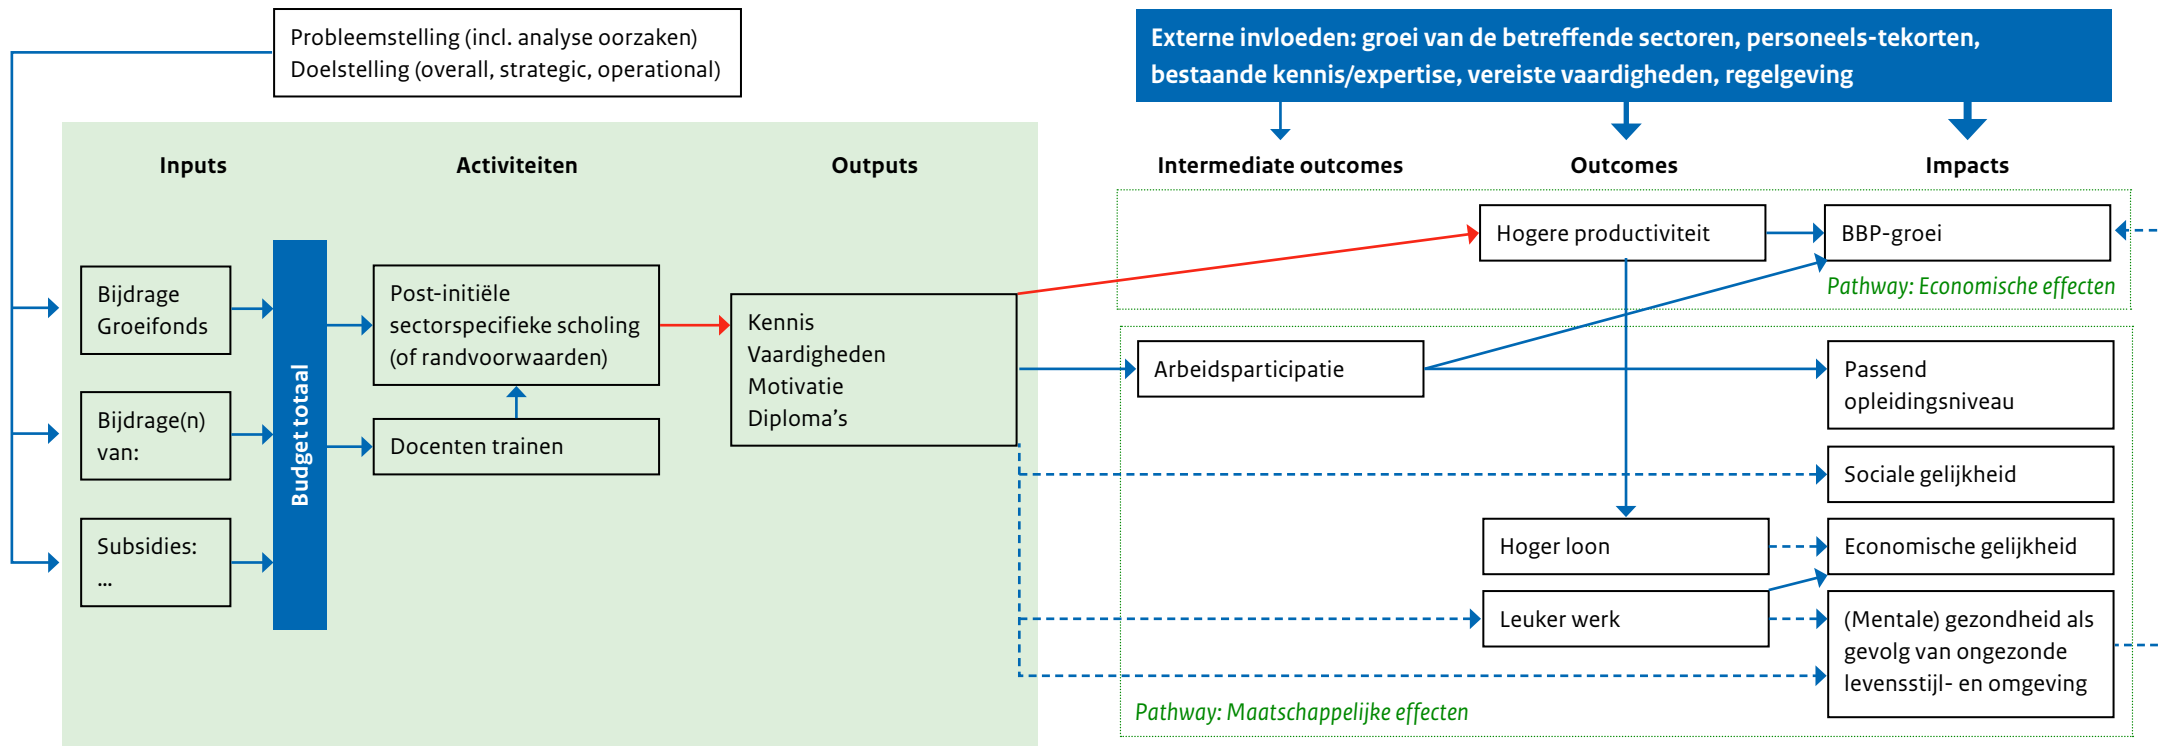 Probleemstelling (incl. analyse oorzaken)
Doelstelling (overall, strategic, operational)
Externe invloeden: groei van de betreffende sectoren, personeels-tekorten,
bestaande kennis/expertise, vereiste vaardigheden, regelgeving
Inputs
Activiteiten
Outputs
Intermediate outcomes
Outcomes
Impacts
Bijdrage
Groeifonds
Bijdrage(n)
van:
Subsidies:
...
Budget totaal
Post-initiële
sectorspecifieke scholing
(of randvoorwaarden)
Docenten trainen
Kennis
Vaardigheden
Motivatie
Diploma's
Hogere productiviteit
BBP-groei
Pathway: Economische effecten
Arbeidsparticipatie
Passend
opleidingsniveau
Sociale gelijkheid
Hoger loon
Economische gelijkheid
Leuker werk
(Mentale) gezondheid als
gevolg van ongezonde
levensstijl- en omgeving
Pathway: Maatschappelijke effecten